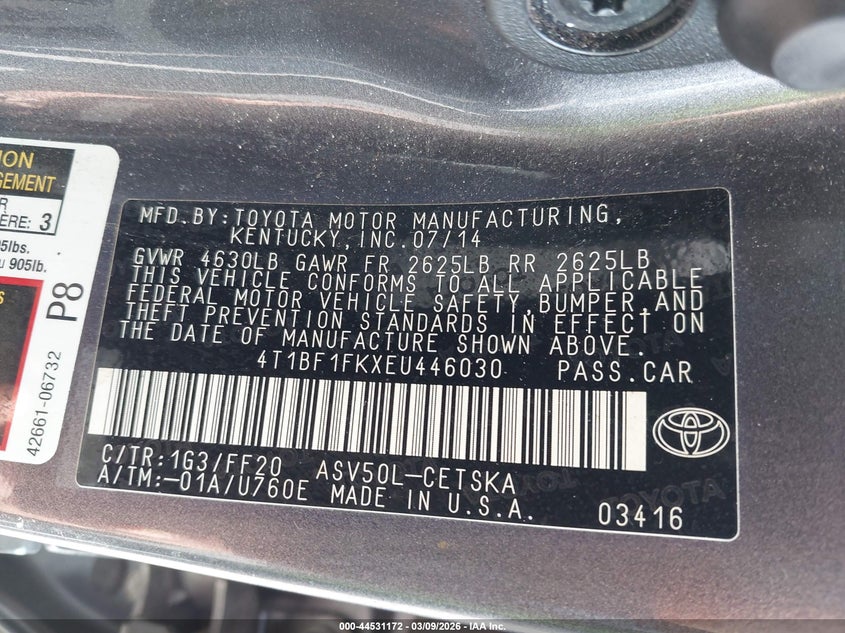 ION
GEMENT
R
ERE: 3
5lbs.
905lb.
P8
42661-06732
MFD.BY:TOYOTA MOTOR MANUFACTURING,
KENTUCKY,INC.07/14
GVWR 4630LB GAWR FR 2625LB RR 2625LB
THIS VEHICLE CONFORMS TO ALL APPLICABLE
FEDERAL MOTOR VEHICLE SAFETY,BUMPER,AND
THEFT PREVENTION STANDARDS IN EFFECT ON
THE DATE OF MANUFACTURE SHOWN ABOVE.
4T1BF1FKXEU446030 PASS.CAR
C/TR:1G3/FF20 ASV50L-CETSKA
A/TM:-01A/U760E MADE IN U.S.A.
03416
000-44531172 | 03/09/2026 | © IAA Inc.